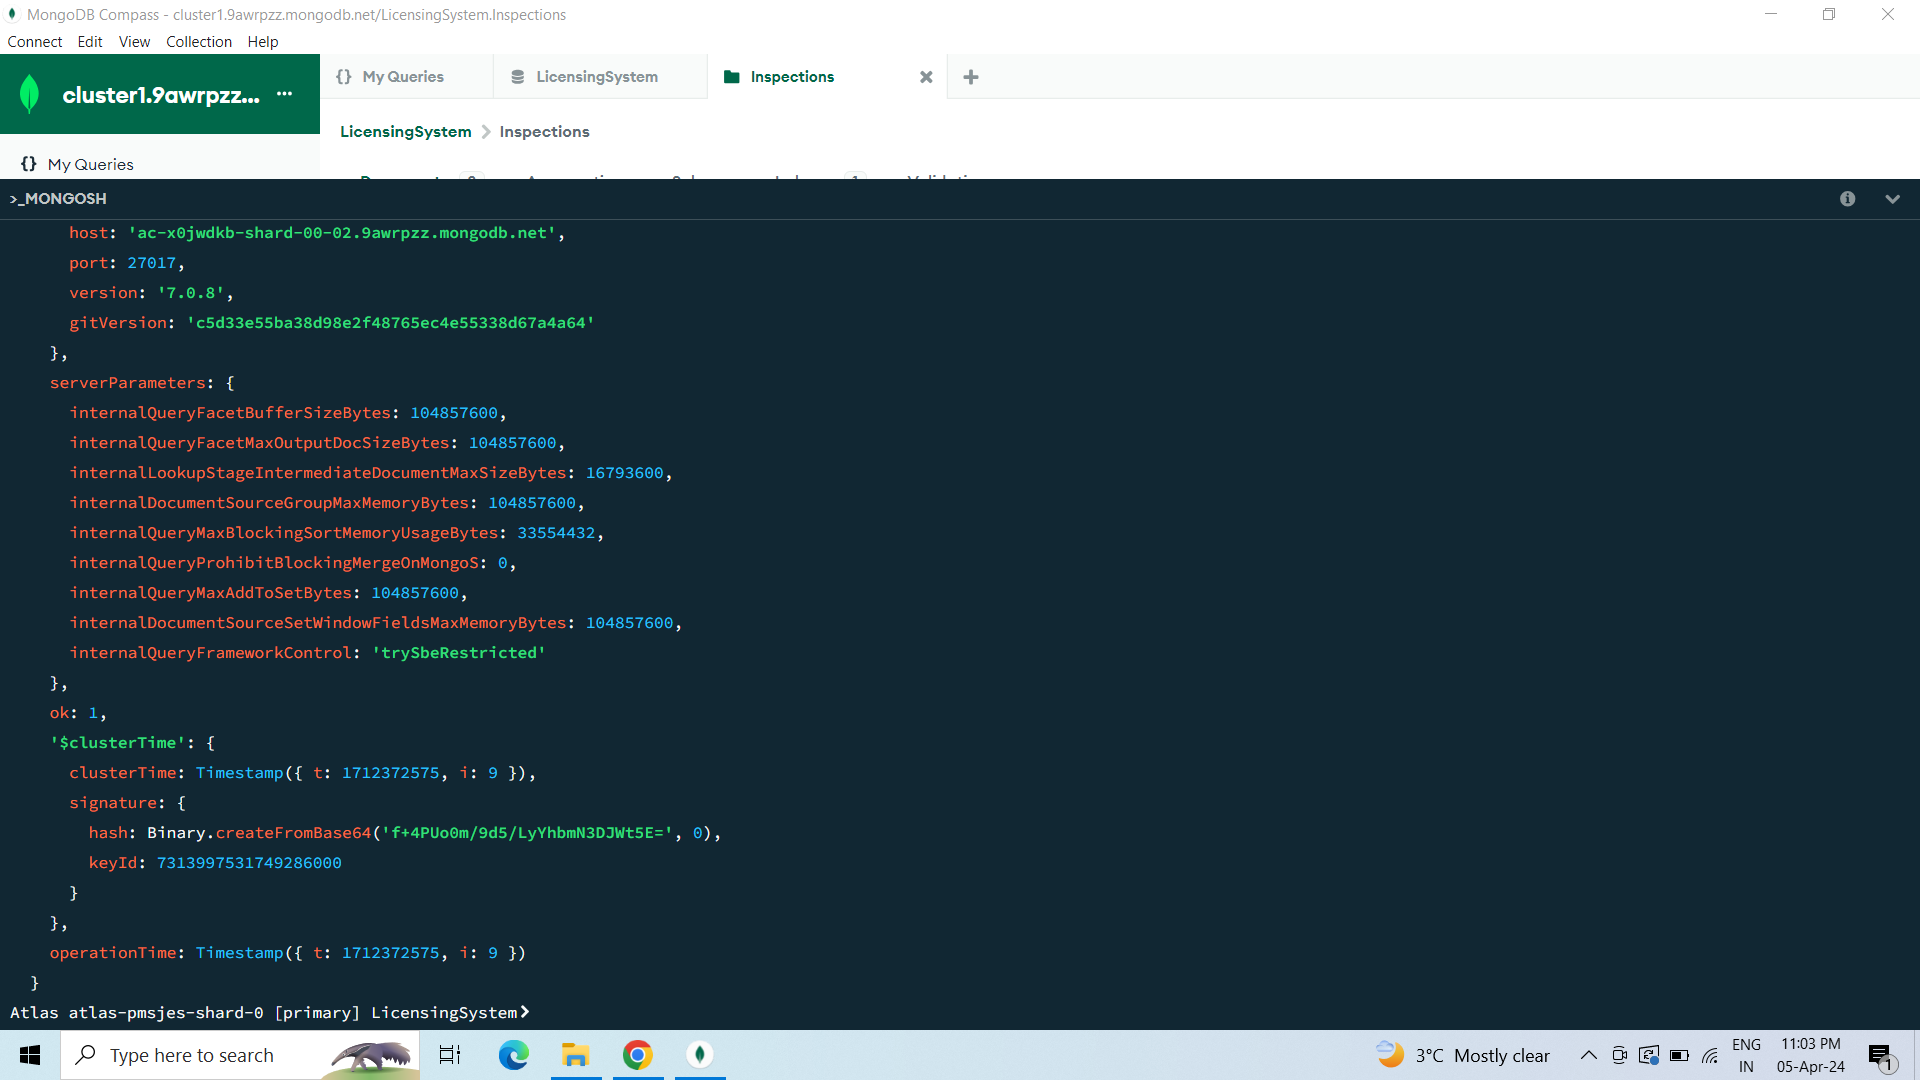 MongoDB Compass - cluster1.9awrpzz.mongodb.net/LicensingSystem.Inspections
Connect Edit View Collection Help
cluster1.9awrpzz... ···
{} My Queries
LicensingSystem
Inspections
LicensingSystem > Inspections
{} My Queries
>_MONGOSH
host: 'ac-x0jwdkb-shard-00-02.9awrpzz.mongodb.net',
port: 27017,
version: '7.0.8',
gitVersion: 'c5d33e55ba38d98e2f48765ec4e55338d67a4a64'
},
serverParameters: {
internalQueryFacetBufferSizeBytes: 104857600,
internalQueryFacetMaxOutputDocSizeBytes: 104857600,
internalLookupStageIntermediateDocumentMaxSizeBytes: 16793600,
internalDocumentSourceGroupMaxMemoryBytes: 104857600,
internalQueryMaxBlockingSortMemoryUsageBytes: 33554432,
internalQueryProhibitBlockingMergeOnMongoS: 0,
internalQueryMaxAddToSetBytes: 104857600,
internalDocumentSourceSetWindowFieldsMaxMemoryBytes: 104857600,
internalQueryFrameworkControl: 'trySbeRestricted'
},
ok: 1,
'$clusterTime': {
clusterTime: Timestamp({ t: 1712372575, i: 9 }),
signature: {
hash: Binary.createFromBase64('f+4PUo0m/9d5/LyYhbmN3DJWt5E=', 0),
keyId: 7313997531749286000
}
},
operationTime: Timestamp({ t: 1712372575, i: 9 })
}
Atlas atlas-pmsjes-shard-0 [primary] LicensingSystem>
Type here to search
3°C Mostly clear
ENG
IN
11:03 PM
05-Apr-24
1